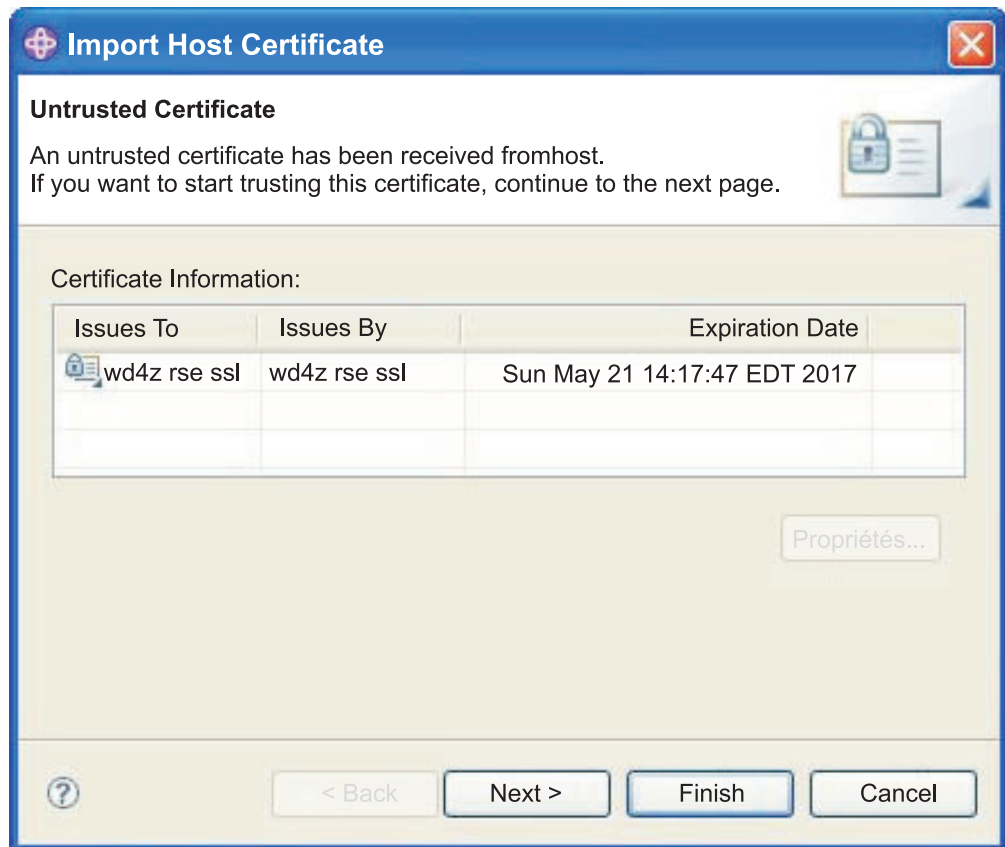 Import Host Certificate
Untrusted Certificate
An untrusted certificate has been received fromhost.
If you want to start trusting this certificate, continue to the next page.
Certificate Information:
Issues To Issues By Expiration Date
wd4z rse ssl wd4z rse ssl Sun May 21 14:17:47 EDT 2017
Propriétés...
? < Back Next > Finish Cancel